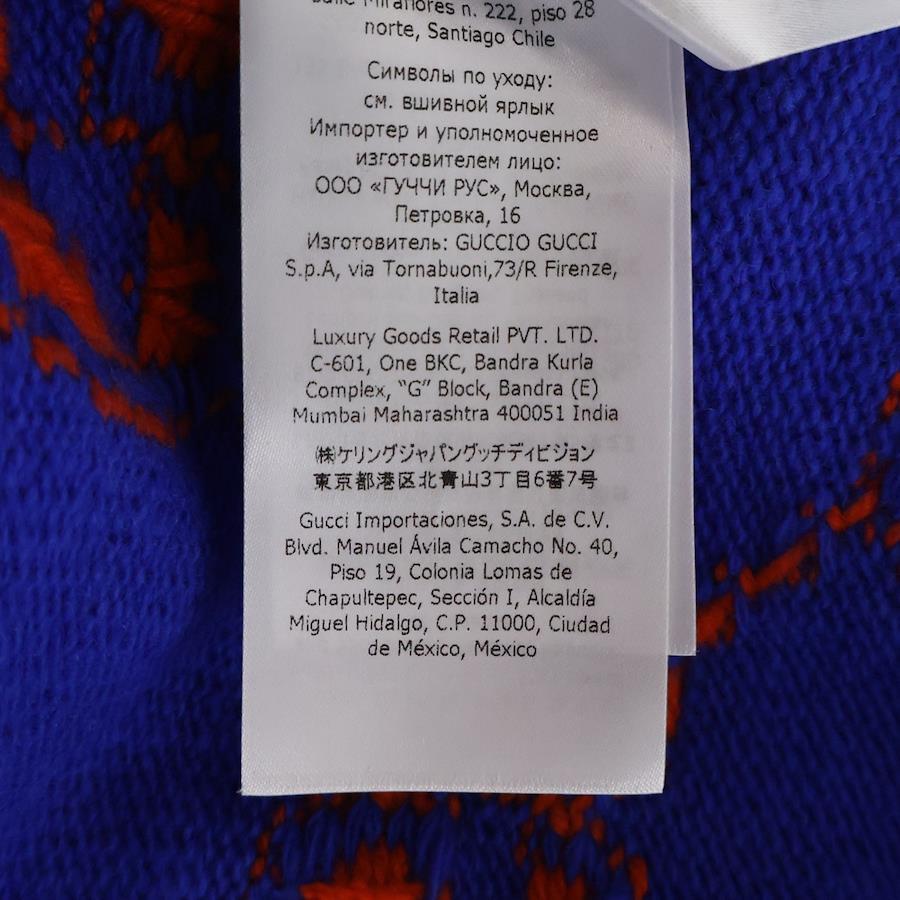 Calle Miraflores n. 222, piso 28
norte, Santiago Chile
Символы по уходу:
см. вшивной ярлык
Импортер и уполномоченное
изготовителем лицо:
ООО «ГУЧЧИ РУС», Москва,
Петровка, 16
Изготовитель: GUCCIO GUCCI
S.p.A, via Tornabuoni,73/R Firenze,
Italia
Luxury Goods Retail PVT. LTD.
C-601, One BKC, Bandra Kurla
Complex, “G” Block, Bandra (E)
Mumbai Maharashtra 400051 India
㈱ケリングジャパングッチディビジョン
東京都港区北青山3丁目6番7号
Gucci Importaciones, S.A. de C.V.
Blvd. Manuel Ávila Camacho No. 40,
Piso 19, Colonia Lomas de
Chapultepec, Sección I, Alcaldía
Miguel Hidalgo, C.P. 11000, Ciudad
de México, México